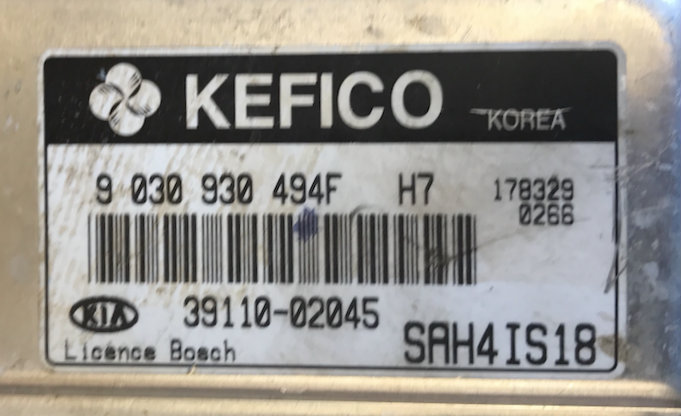 KEFICO KOREA
9 030 930 494F H7 178329
0266
KIA 39110-02045
Licence Bosch SAH4IS18